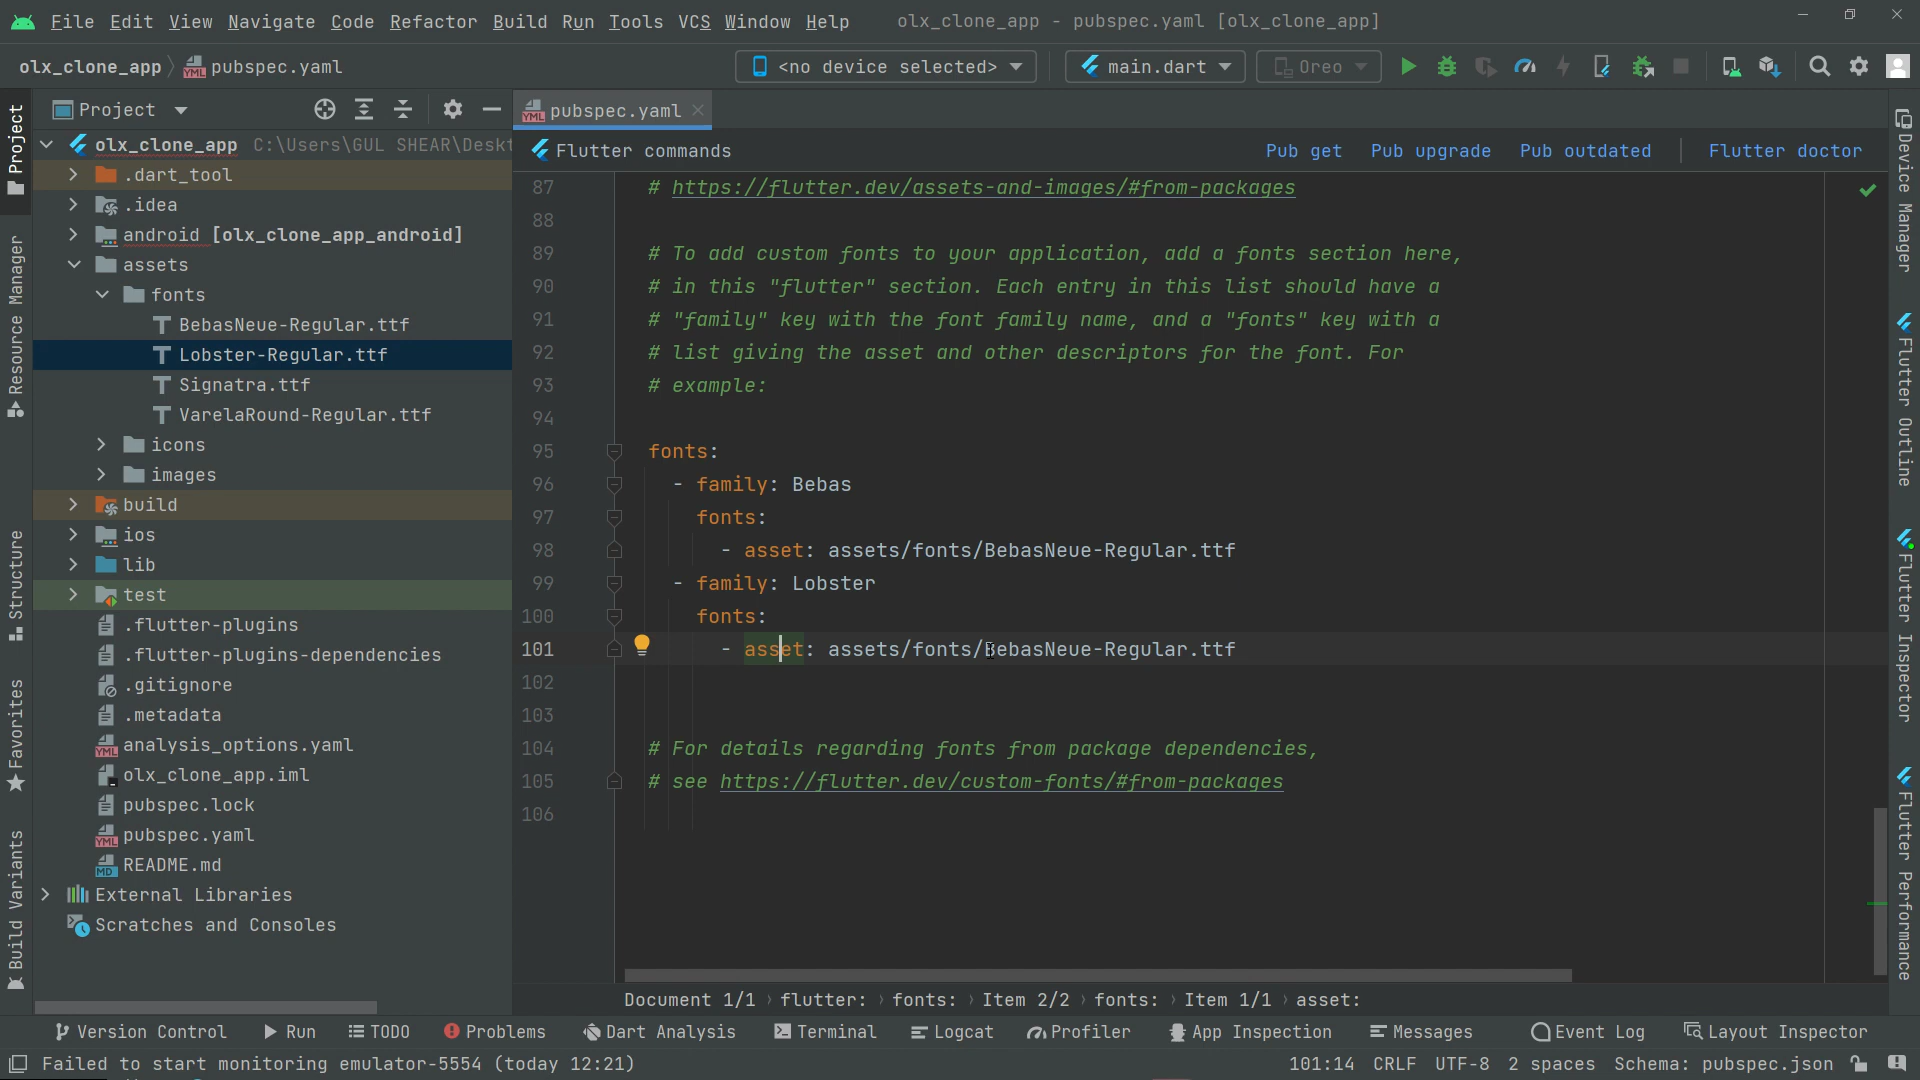 File Edit View Navigate Code Refactor Build Run Tools VCS Window Help olx_clone_app - pubspec.yaml [olx_clone_app]
olx_clone_app pubspec.yaml <no device selected> main.dart Oreo
Project pubspec.yaml
olx_clone_app C:\Users\GUL SHEAR\Deskt
Flutter commands Pub get Pub upgrade Pub outdated Flutter doctor
.dart_tool
.idea
android [olx_clone_app_android]
assets
fonts
BebasNeue-Regular.ttf
Lobster-Regular.ttf
Signatra.ttf
VarelaRound-Regular.ttf
icons
images
build
ios
lib
test
.flutter-plugins
.flutter-plugins-dependencies
.gitignore
.metadata
analysis_options.yaml
olx_clone_app.iml
pubspec.lock
pubspec.yaml
README.md
External Libraries
Scratches and Consoles
87 # https://flutter.dev/assets-and-images/#from-packages
88
89 # To add custom fonts to your application, add a fonts section here,
90 # in this "flutter" section. Each entry in this list should have a
91 # "family" key with the font family name, and a "fonts" key with a
92 # list giving the asset and other descriptors for the font. For
93 # example:
94
95 fonts:
96 - family: Bebas
97 fonts:
98 - asset: assets/fonts/BebasNeue-Regular.ttf
99 - family: Lobster
100 fonts:
101 - asset: assets/fonts/BebasNeue-Regular.ttf
102
103
104 # For details regarding fonts from package dependencies,
105 # see https://flutter.dev/custom-fonts/#from-packages
106
Document 1/1 flutter: fonts: Item 2/2 fonts: Item 1/1 asset:
Project
Resource Manager
Structure
Favorites
Build Variants
Device Manager
Flutter Outline
Flutter Inspector
Flutter Performance
Version Control Run TODO Problems Dart Analysis Terminal Logcat Profiler App Inspection Messages Event Log Layout Inspector
Failed to start monitoring emulator-5554 (today 12:21) 101:14 CRLF UTF-8 2 spaces Schema: pubspec.json